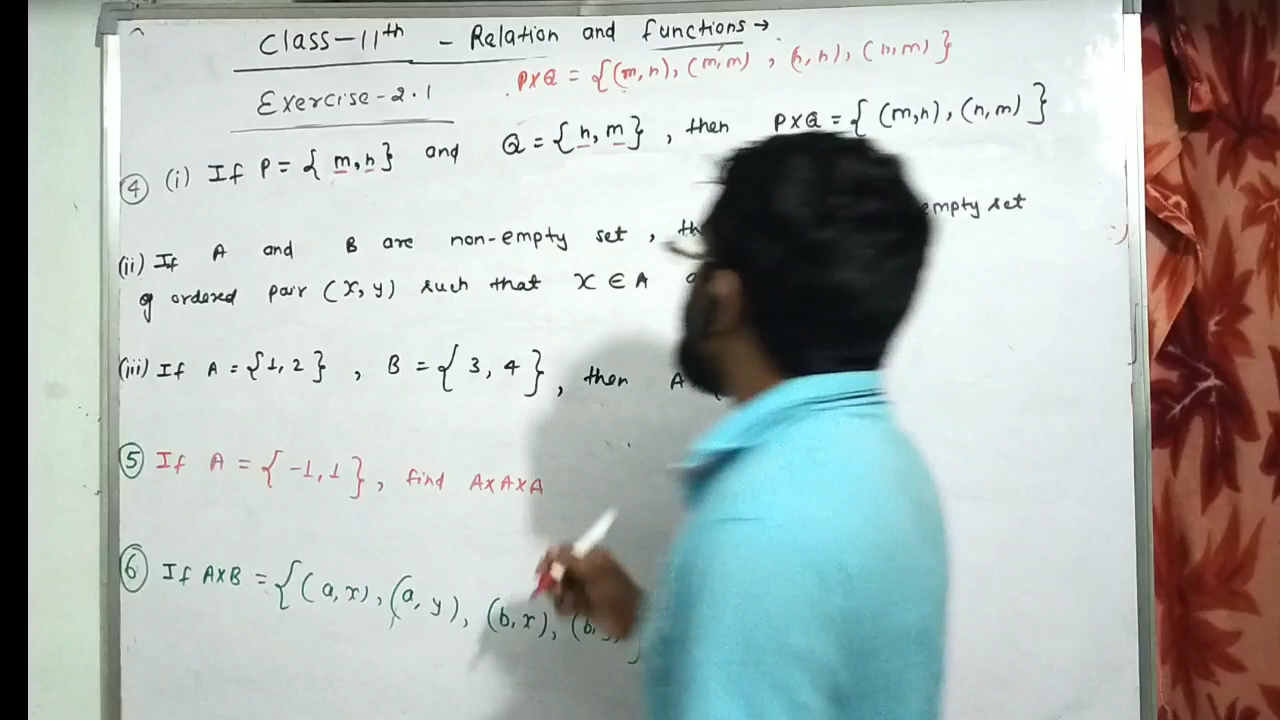 Class-11th - Relation and functions →
P×Q = {(m,n), (m,m), (n,n), (n,m)}
Exercise-2.1
④ (i) If P = {m,n} and Q = {n,m}, then P×Q = {(m,n), (n,m)}
(ii) If A and B are non-empty set, empty set
of ordered pair (x,y) such that x ∈ A
(iii) If A = {1,2}, B = {3,4}, then A
⑤ If A = {-1,1}, find A×A×A
⑥ If A×B = {(a,x), (a,y), (b,x), (b,